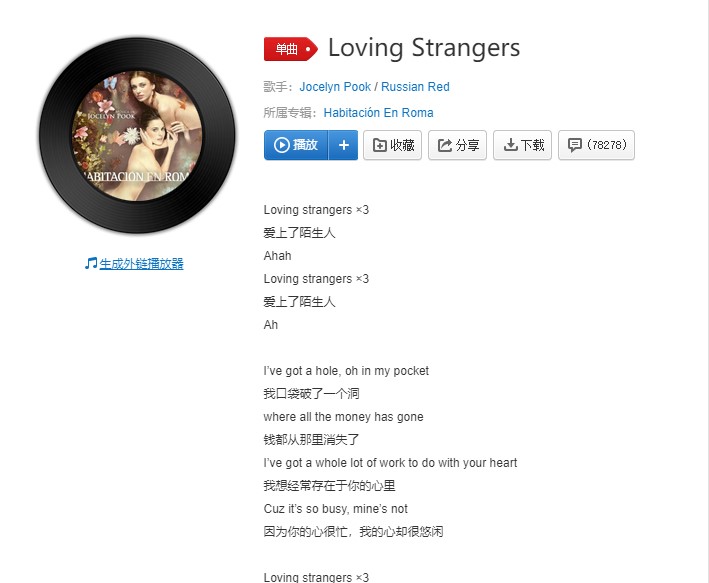 单曲
Loving Strangers
歌手：Jocelyn Pook / Russian Red
所属专辑：Habitación En Roma
播放 + 收藏 分享 下载 (78278)
JOCELYN POOK
HABITACIÓN EN ROM
生成外链播放器
Loving strangers ×3
爱上了陌生人
Ahah
Loving strangers ×3
爱上了陌生人
Ah
I’ve got a hole, oh in my pocket
我口袋破了一个洞
where all the money has gone
钱都从那里消失了
I’ve got a whole lot of work to do with your heart
我想经常存在于你的心里
Cuz it’s so busy, mine’s not
因为你的心很忙，我的心却很悠闲
Loving strangers ×3